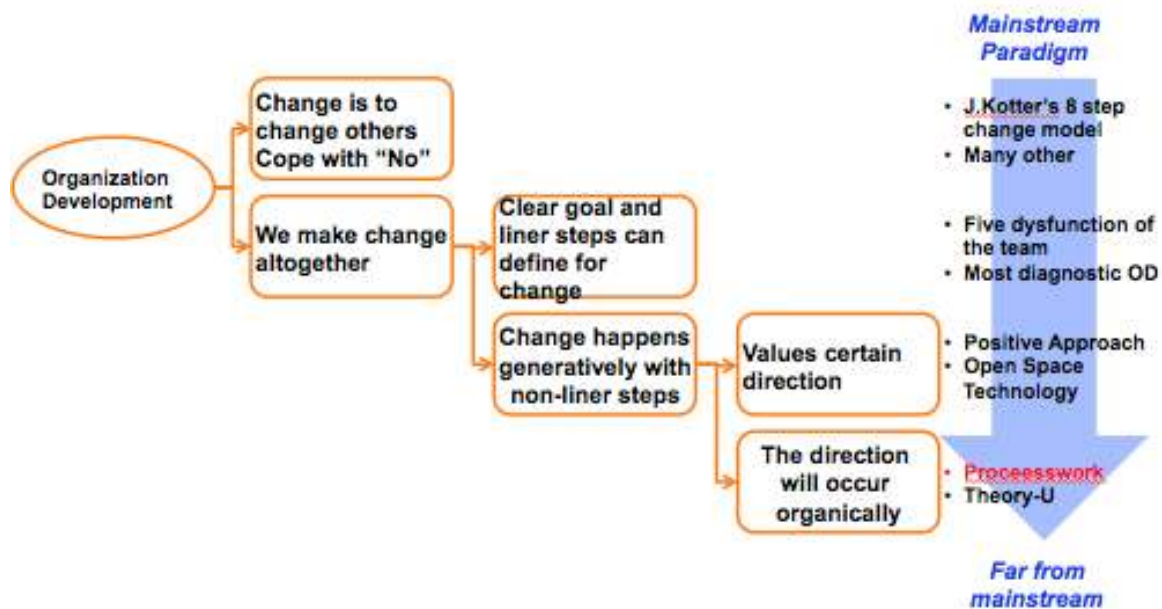 Mainstream
Paradigm
Change is to
change others
Cope with “No”
• J.Kotter's 8 step
change model
• Many other
Organization
Development
We make change
altogether
Clear goal and
liner steps can
define for
change
• Five dysfunction of
the team
• Most diagnostic OD
Change happens
generatively with
non-liner steps
Values certain
direction
• Positive Approach
• Open Space
Technology
The direction
will occur
organically
• Proceesswork
• Theory-U
Far from
mainstream